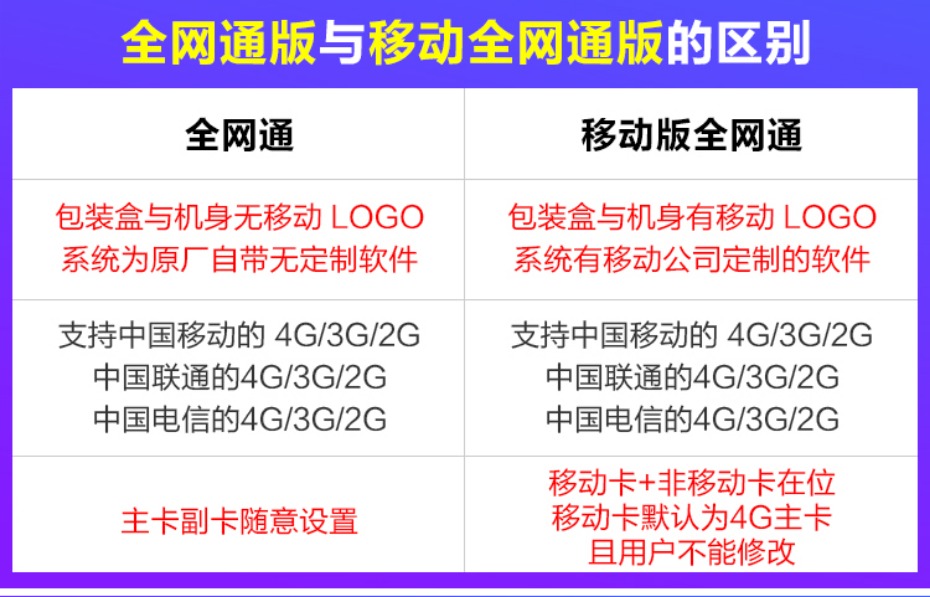 全网通版与移动全网通版的区别
全网通
移动版全网通
包装盒与机身无移动 LOGO
系统为原厂自带无定制软件
包装盒与机身有移动 LOGO
系统有移动公司定制的软件
支持中国移动的 4G/3G/2G
中国联通的4G/3G/2G
中国电信的4G/3G/2G
支持中国移动的 4G/3G/2G
中国联通的4G/3G/2G
中国电信的4G/3G/2G
主卡副卡随意设置
移动卡+非移动卡在位
移动卡默认为4G主卡
且用户不能修改